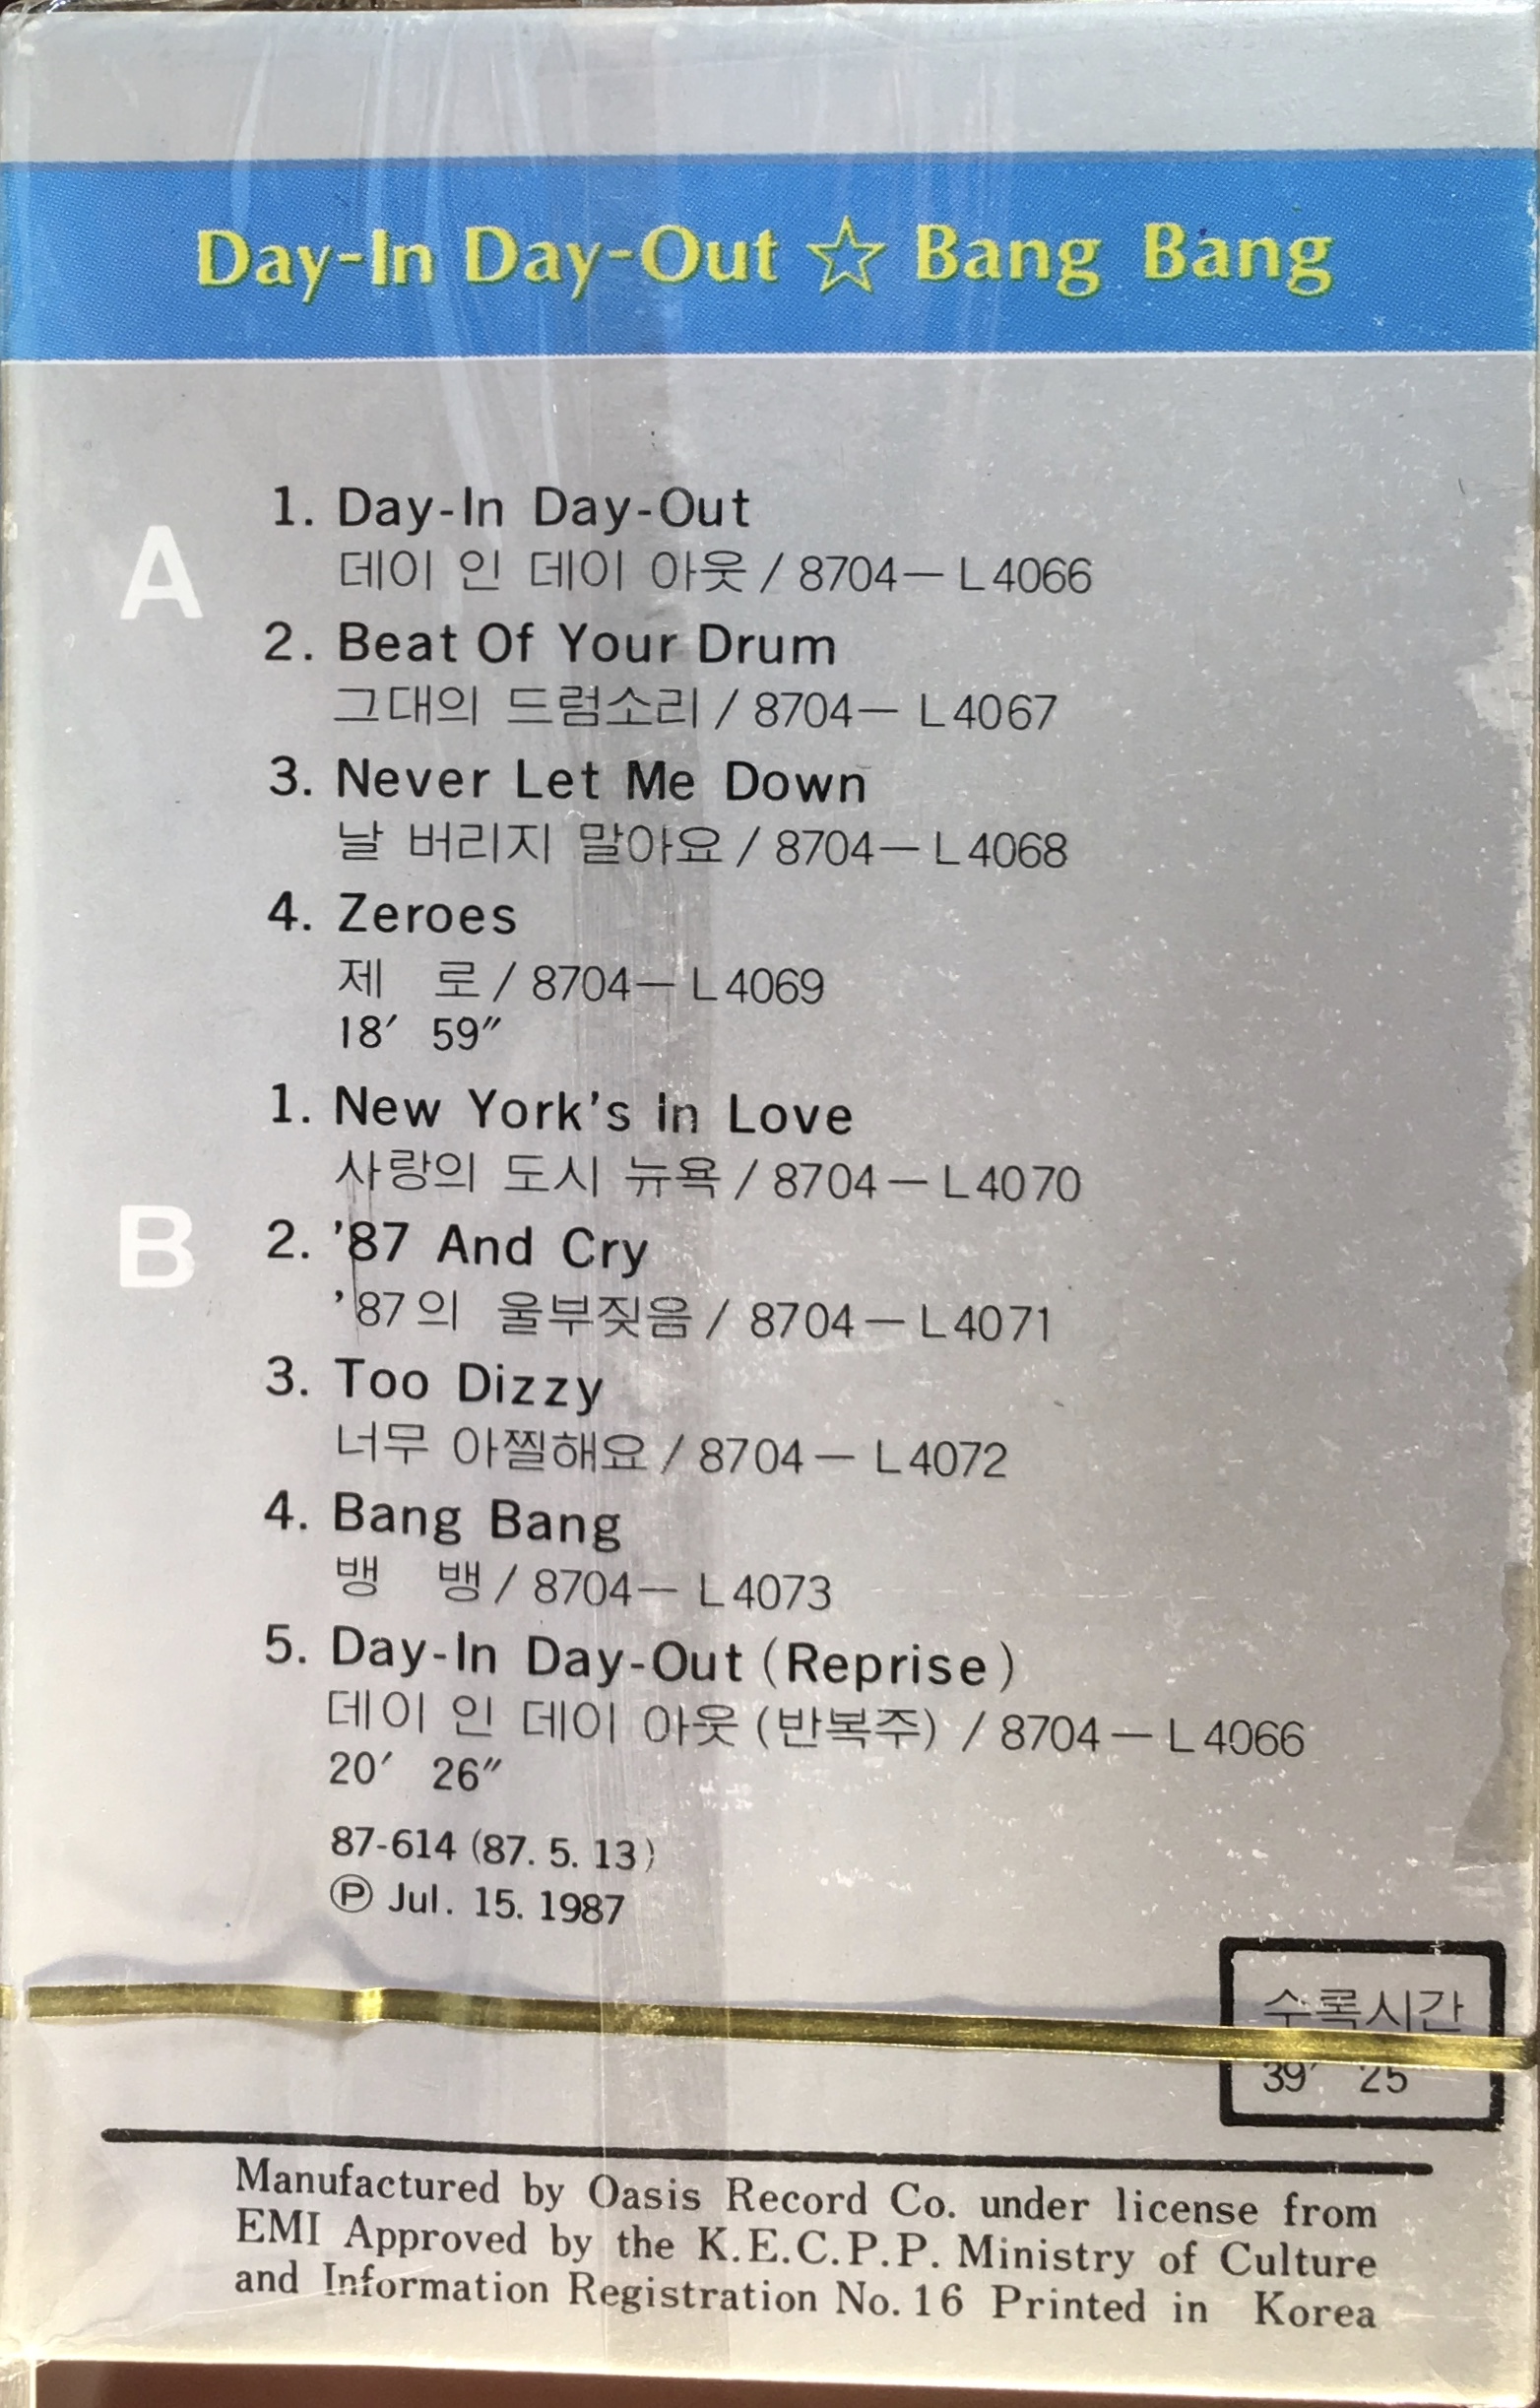 Day-In Day-Out ☆ Bang Bang
A
1. Day-In Day-Out
데이 인 데이 아웃 / 8704－L4066
2. Beat Of Your Drum
그대의 드럼소리 / 8704－L4067
3. Never Let Me Down
날 버리지 말아요 / 8704－L4068
4. Zeroes
제 로 / 8704－L4069
18′ 59″
B
1. New York's In Love
사랑의 도시 뉴욕 / 8704－L4070
2. '87 And Cry
'87의 울부짖음 / 8704－L4071
3. Too Dizzy
너무 아찔해요 / 8704－L4072
4. Bang Bang
뱅 뱅 / 8704－L4073
5. Day-In Day-Out (Reprise)
데이 인 데이 아웃 (반복주) / 8704－L4066
20′ 26″
87-614 (87. 5. 13)
Ⓟ Jul. 15. 1987
수록시간
39′ 25
Manufactured by Oasis Record Co. under license from
EMI Approved by the K.E.C.P.P. Ministry of Culture
and Information Registration No. 16 Printed in Korea